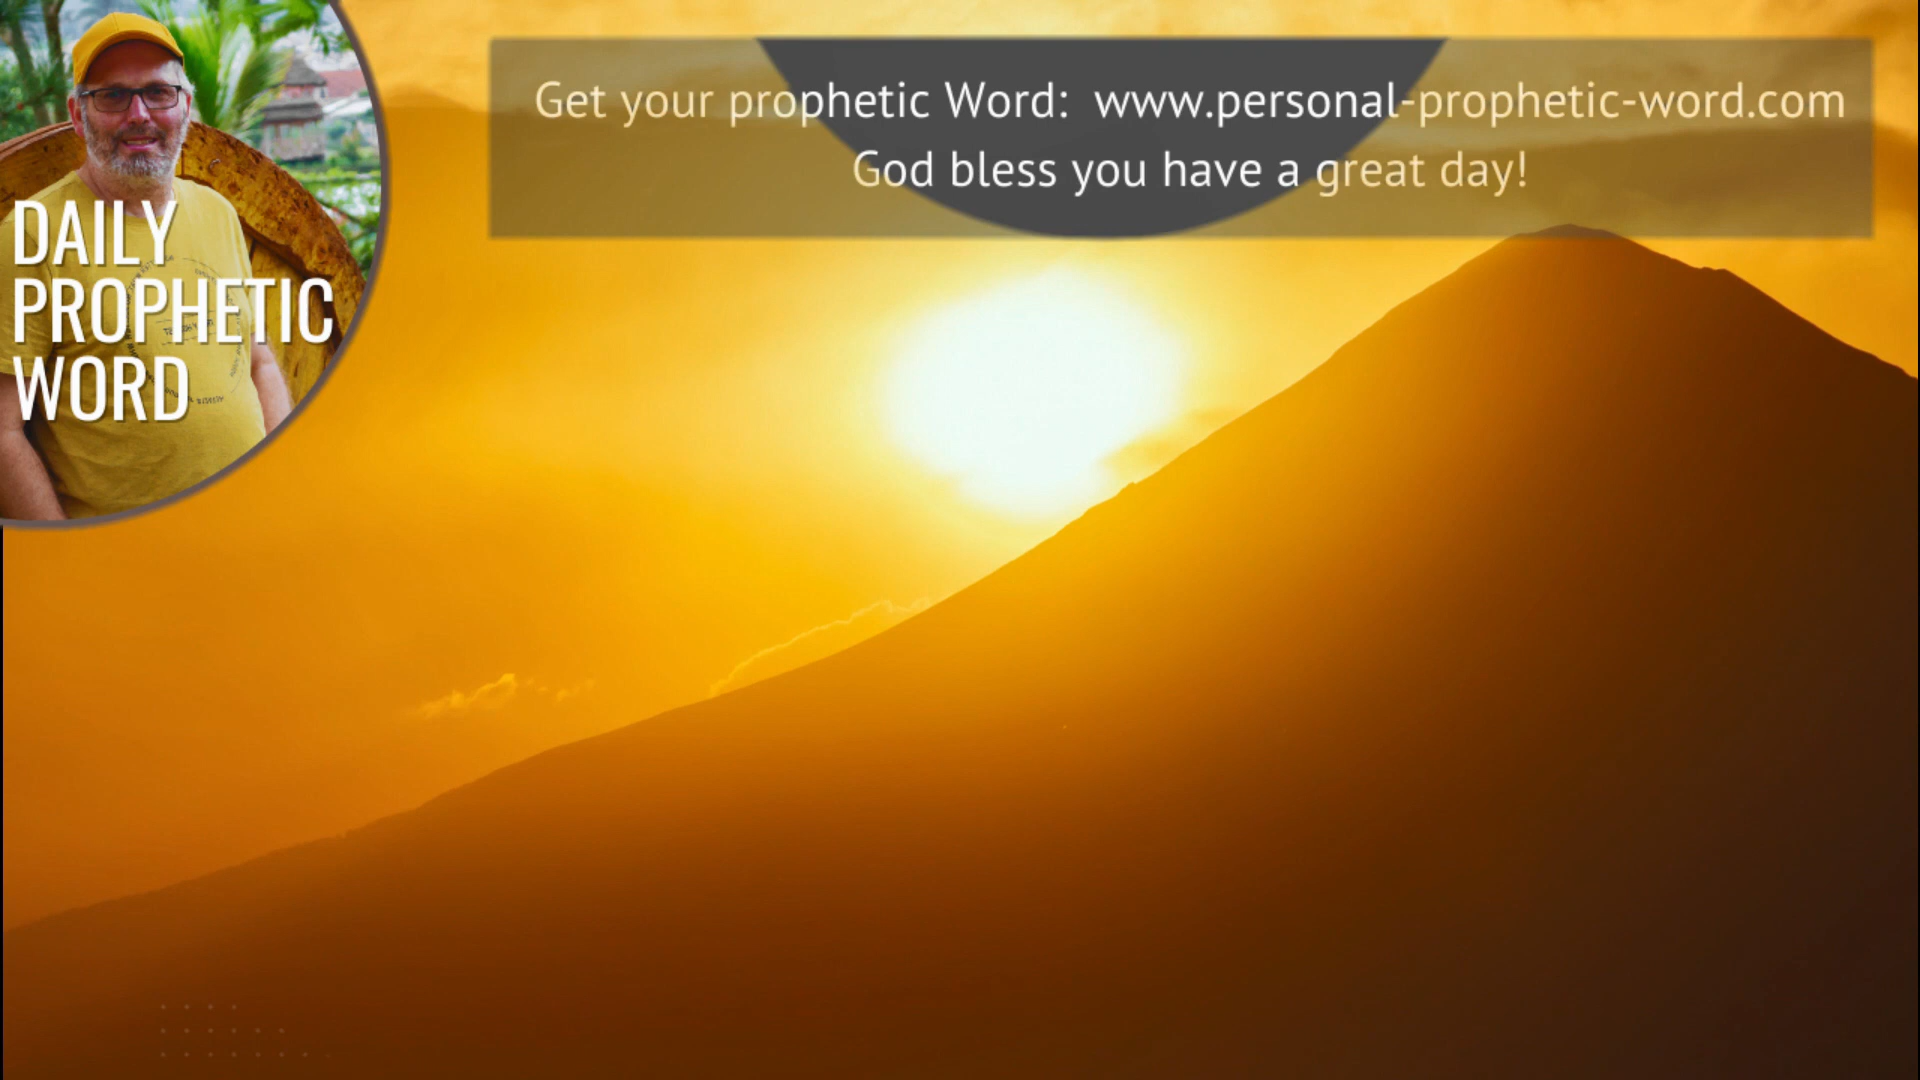 DAILY
PROPHETIC
WORD
Get your prophetic Word: www.personal-prophetic-word.com
God bless you have a great day!